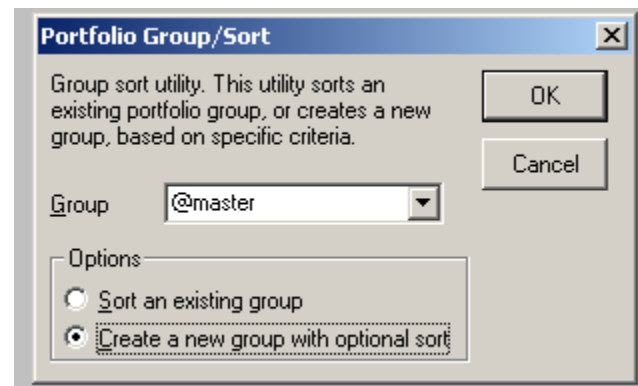 Portfolio Group/Sort
Group sort utility. This utility sorts an
existing portfolio group, or creates a new
group, based on specific criteria.
OK
Cancel
Group @master
Options
Sort an existing group
Create a new group with optional sort